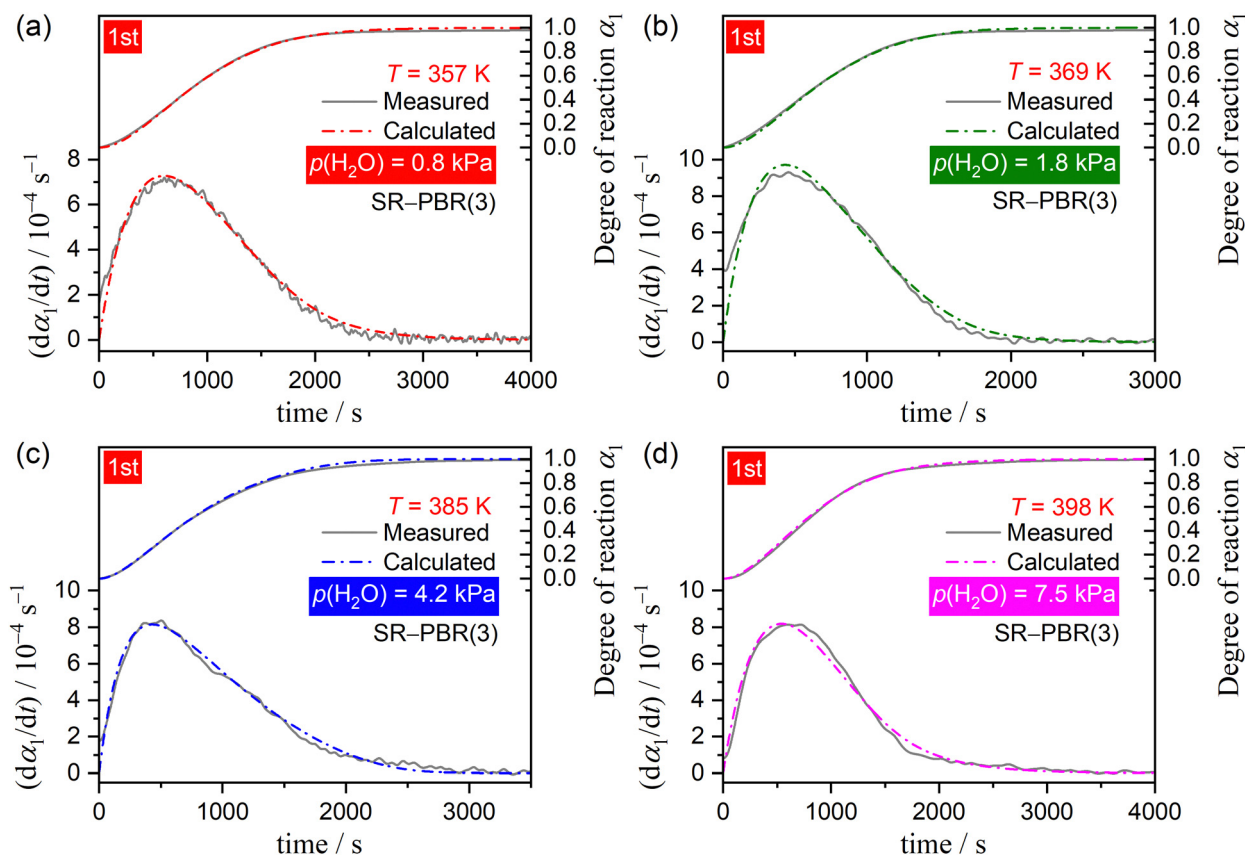 (a)
1st
T = 357 K
Measured
Calculated
p(H₂O) = 0.8 kPa
SR–PBR(3)
(dα₁/dt) / 10⁻⁴ s⁻¹
8
6
4
2
0
0 1000 2000 3000 4000
time / s
1.0
0.8
0.6
0.4
0.2
0.0
Degree of reaction α₁
(b)
1st
T = 369 K
Measured
Calculated
p(H₂O) = 1.8 kPa
SR–PBR(3)
(dα₁/dt) / 10⁻⁴ s⁻¹
10
8
6
4
2
0
0 1000 2000 3000
time / s
1.0
0.8
0.6
0.4
0.2
0.0
Degree of reaction α₁
(c)
1st
T = 385 K
Measured
Calculated
p(H₂O) = 4.2 kPa
SR–PBR(3)
(dα₁/dt) / 10⁻⁴ s⁻¹
10
8
6
4
2
0
0 1000 2000 3000
time / s
1.0
0.8
0.6
0.4
0.2
0.0
Degree of reaction α₁
(d)
1st
T = 398 K
Measured
Calculated
p(H₂O) = 7.5 kPa
SR–PBR(3)
(dα₁/dt) / 10⁻⁴ s⁻¹
10
8
6
4
2
0
0 1000 2000 3000 4000
time / s
1.0
0.8
0.6
0.4
0.2
0.0
Degree of reaction α₁